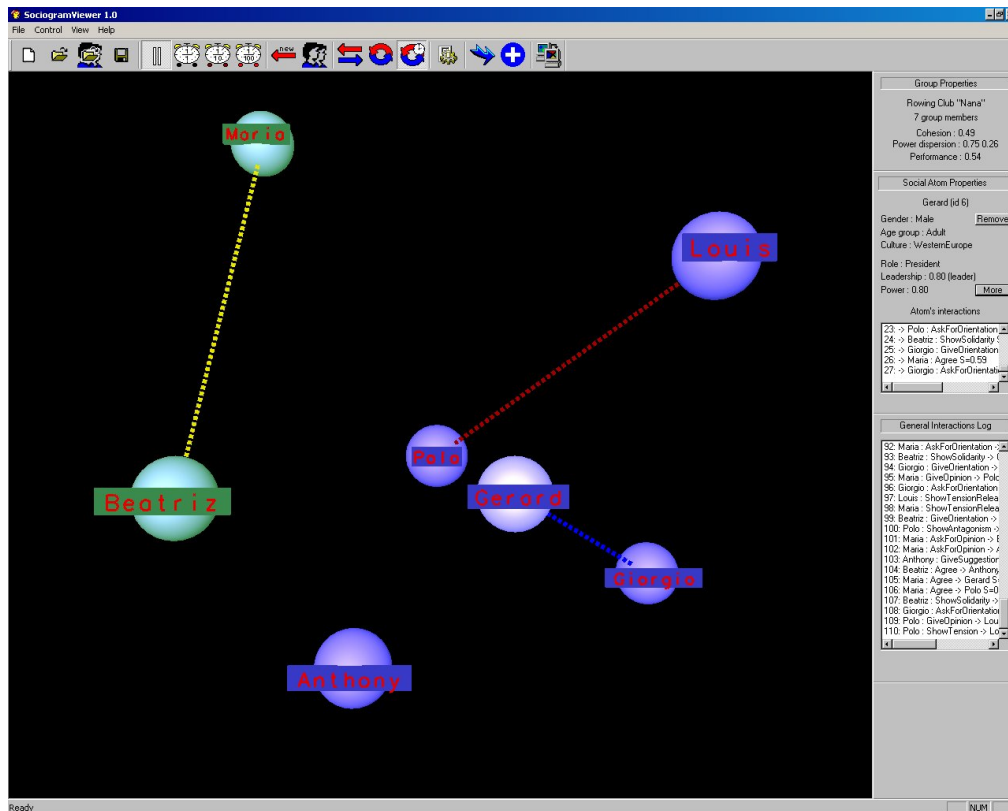 SociogramViewer 1.0
File Control View Help
1 10 100 new
Group Properties
Rowing Club "Nana"
7 group members
Cohesion : 0.49
Power dispersion : 0.75 0.26
Performance : 0.54
Social Atom Properties
Gerard (id 6)
Gender : Male Remove
Age group : Adult
Culture : WesternEurope
Role : President
Leadership : 0.80 (leader)
Power : 0.80 More
Atom's interactions
23: -> Polo : AskForOrientation
24: -> Beatriz : ShowSolidarity
25: -> Giorgio : GiveOrientation
26: -> Maria : Agree S=0.59
27: -> Giorgio : AskForOrientati
General Interactions Log
92: Maria : AskForOrientation ->
93: Beatriz : ShowSolidarity ->
94: Giorgio : GiveOrientation ->
95: Maria : GiveOpinion -> Polo
96: Giorgio : AskForOrientation
97: Louis : ShowTensionRelea
98: Maria : ShowTensionRelea
99: Beatriz : GiveOrientation ->
100: Polo : ShowAntagonism ->
101: Maria : AskForOpinion ->
102: Maria : AskForOpinion ->
103: Anthony : GiveSuggestion
104: Beatriz : Agree -> Anthony
105: Maria : Agree -> Gerard S=
106: Maria : Agree -> Polo S=0
107: Beatriz : ShowSolidarity ->
108: Giorgio : AskForOrientation
109: Polo : GiveOpinion -> Lou
110: Polo : ShowTension -> Lo
Maria
Louis
Polo
Gerard
Beatriz
Giorgio
Anthony
Ready NUM